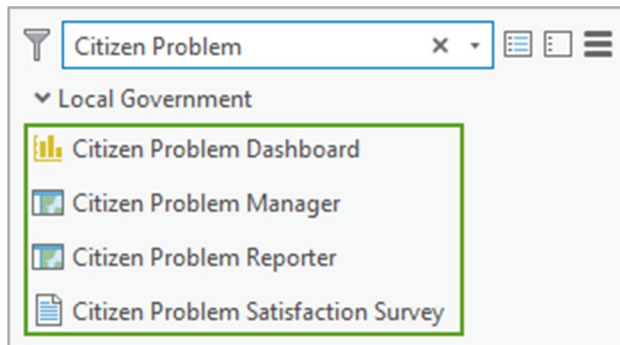 Citizen Problem
Local Government
Citizen Problem Dashboard
Citizen Problem Manager
Citizen Problem Reporter
Citizen Problem Satisfaction Survey